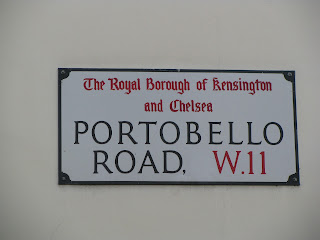 The Royal Borough of Kensington
and Chelsea
PORTOBELLO
ROAD, W.11